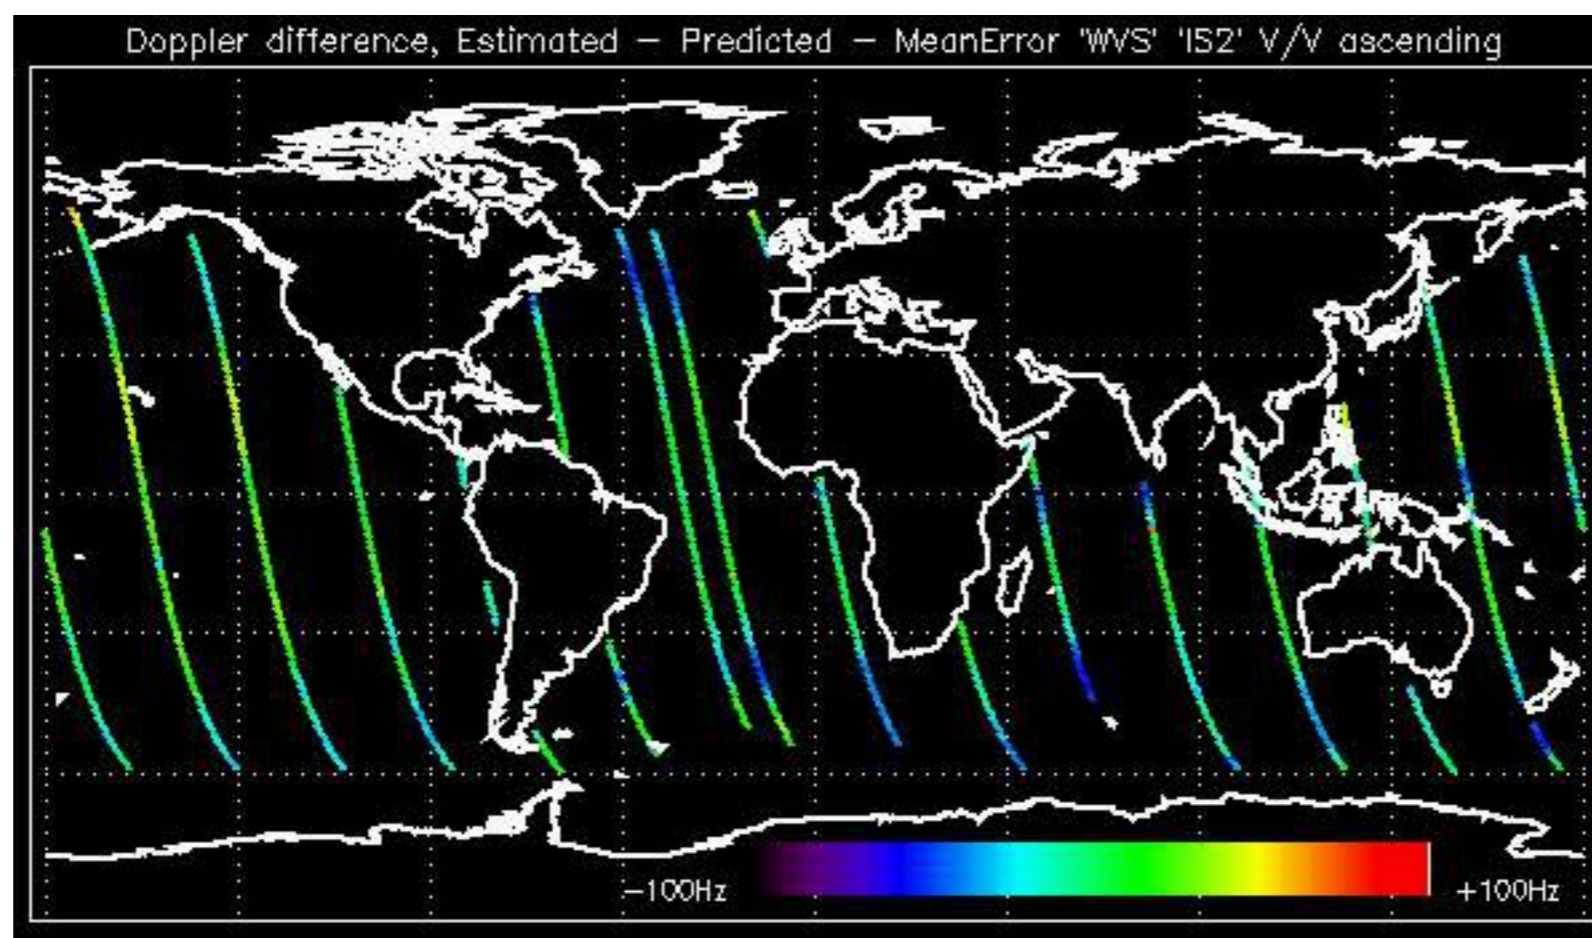 Doppler difference, Estimated – Predicted – MeanError 'WVS' 'IS2' V/V ascending
–100Hz +100Hz